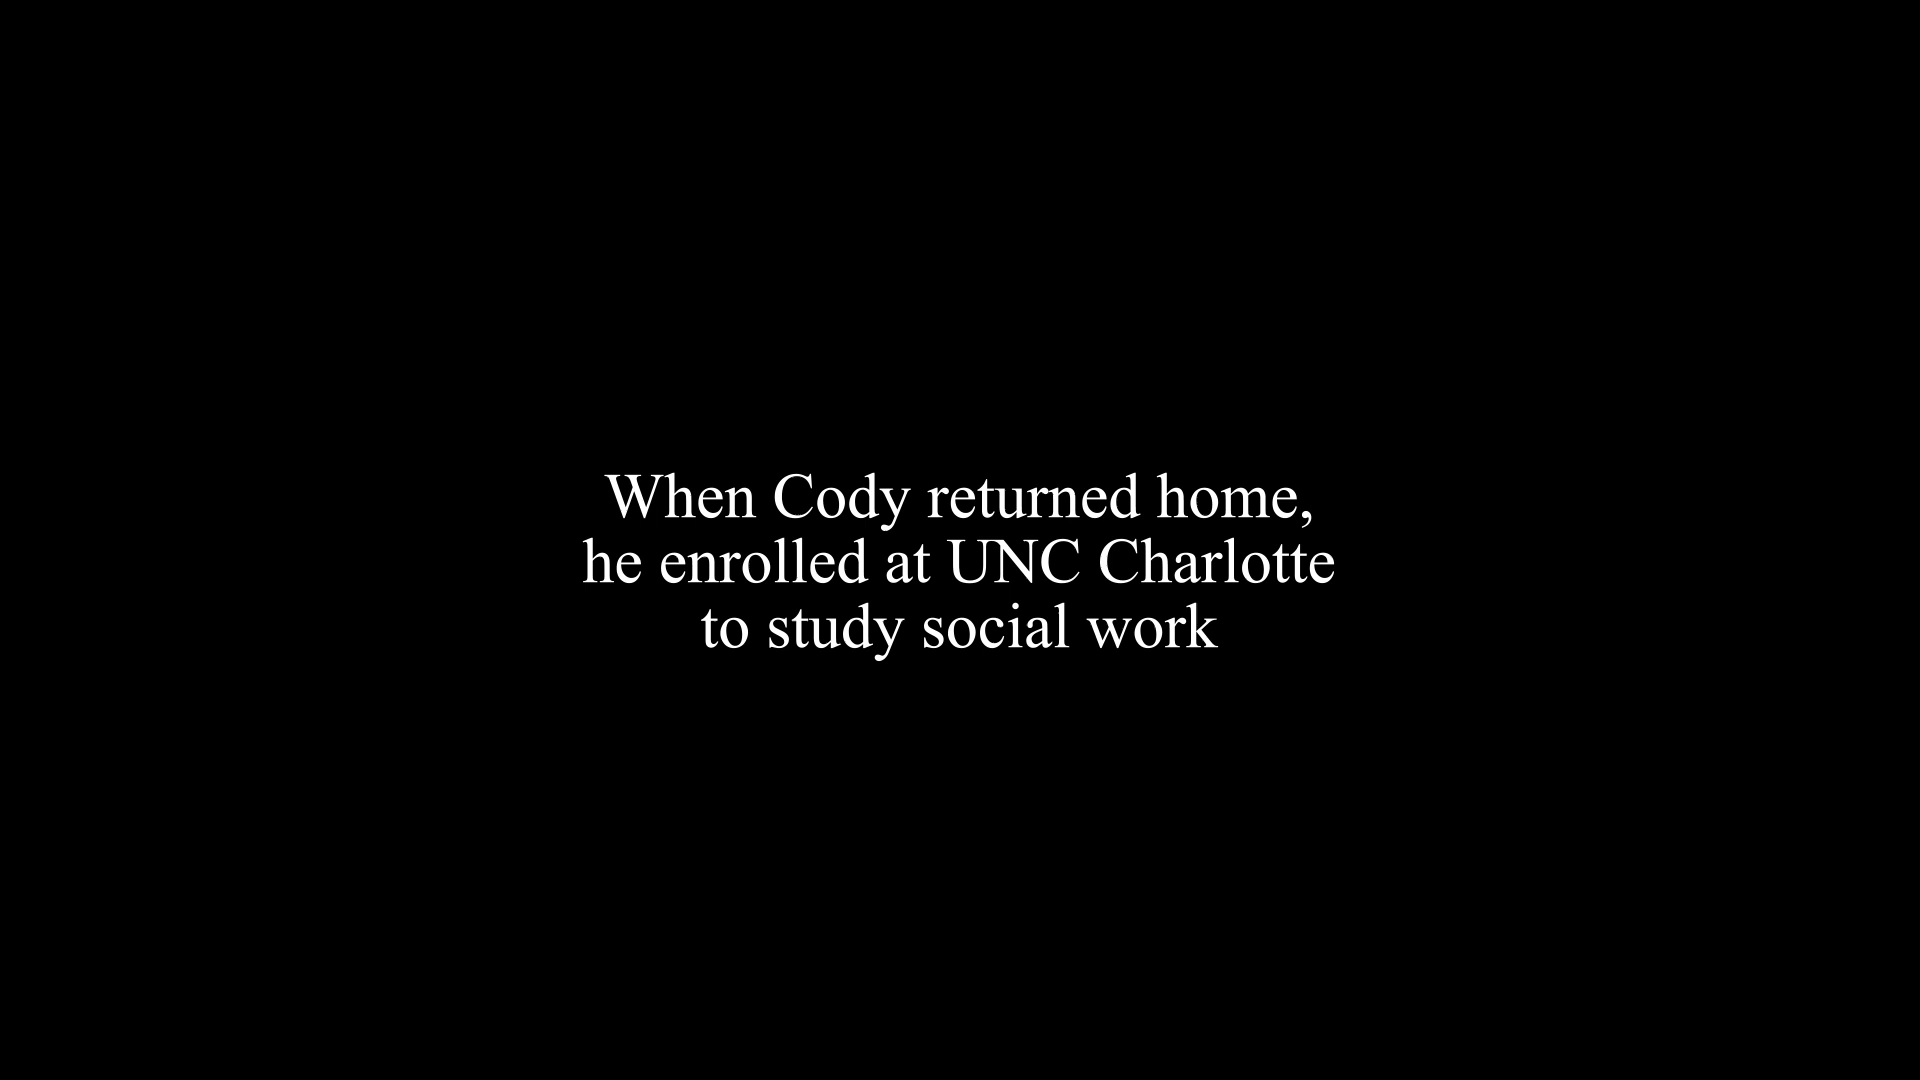 When Cody returned home,
he enrolled at UNC Charlotte
to study social work